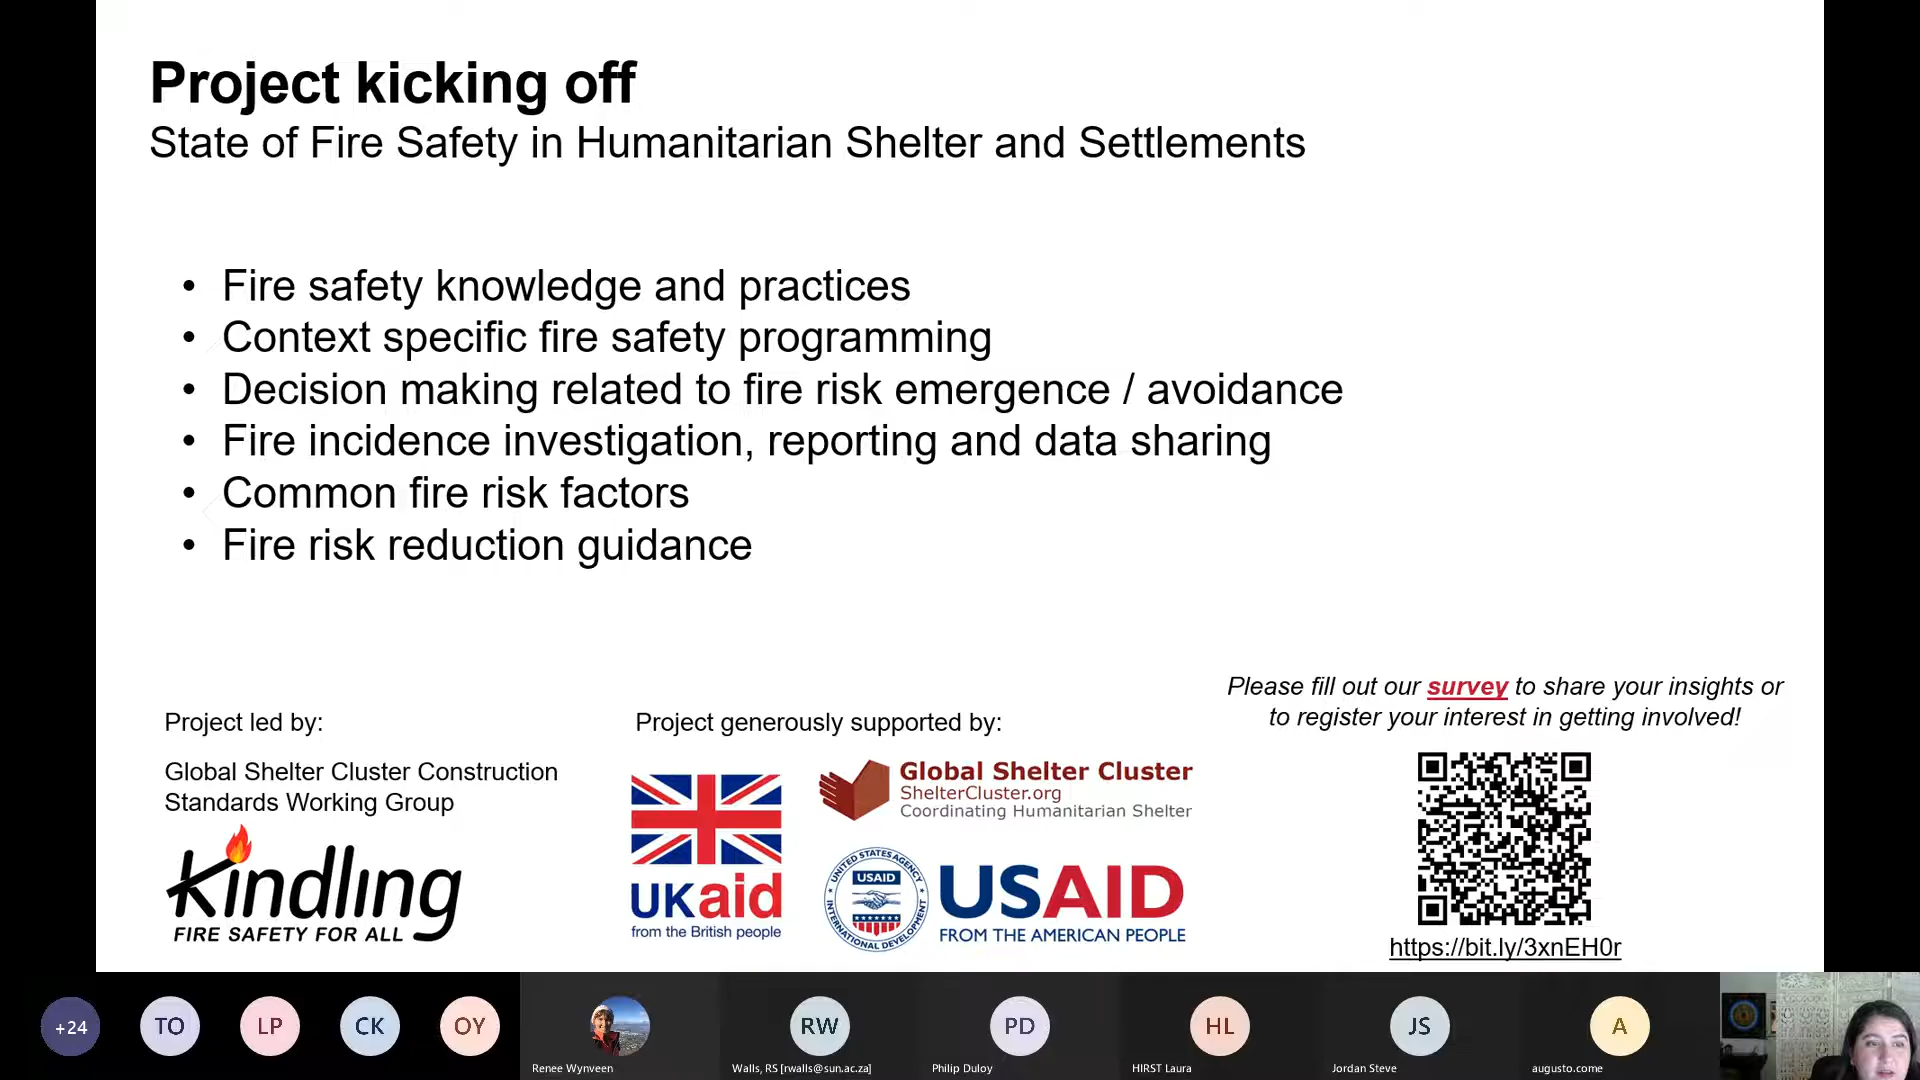 Project kicking off
State of Fire Safety in Humanitarian Shelter and Settlements
• Fire safety knowledge and practices
• Context specific fire safety programming
• Decision making related to fire risk emergence / avoidance
• Fire incidence investigation, reporting and data sharing
• Common fire risk factors
• Fire risk reduction guidance
Please fill out our survey to share your insights or
to register your interest in getting involved!
Project led by:
Global Shelter Cluster Construction
Standards Working Group
Kindling
FIRE SAFETY FOR ALL
Project generously supported by:
UKaid
from the British people
Global Shelter Cluster
ShelterCluster.org
Coordinating Humanitarian Shelter
UNITED STATES AGENCY
USAID
INTERNATIONAL DEVELOPMENT
USAID
FROM THE AMERICAN PEOPLE
https://bit.ly/3xnEH0r
+24
TO
LP
CK
OY
Renee Wynveen
RW
Walls, RS [rwalls@sun.ac.za]
PD
Philip Duloy
HL
HIRST Laura
JS
Jordan Steve
A
augusto.come